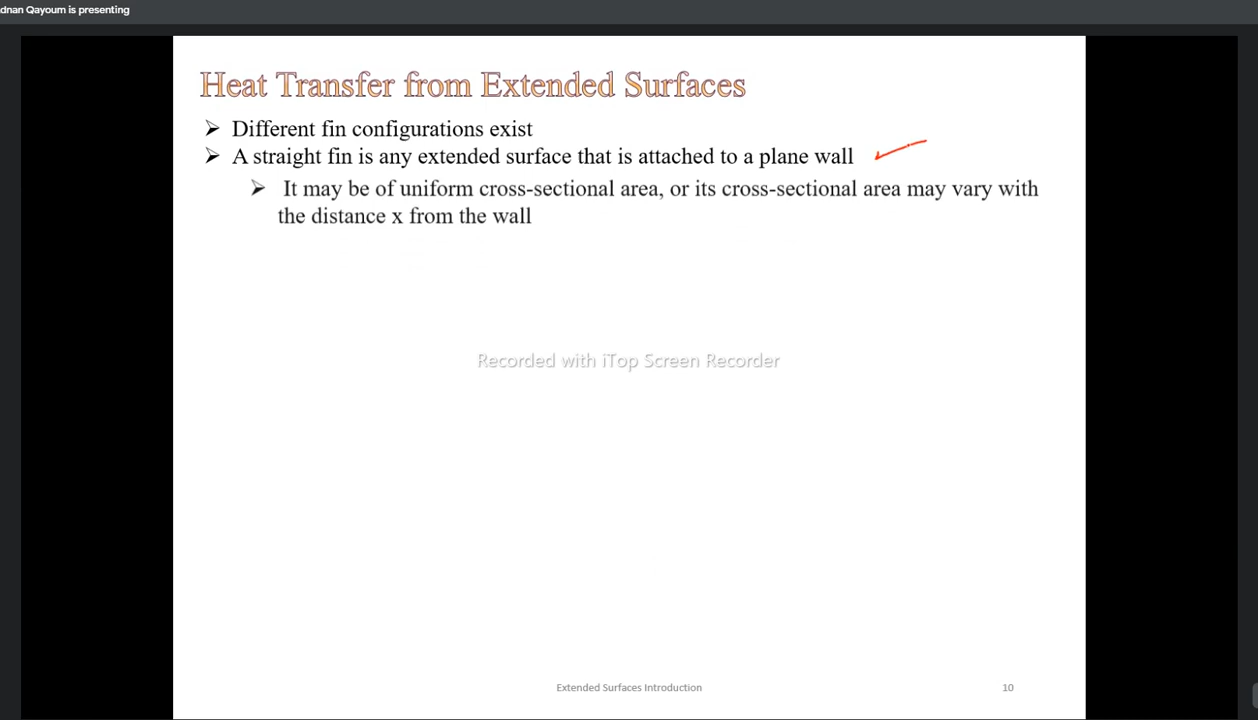 dnan Qayoum is presenting
Heat Transfer from Extended Surfaces
➢ Different fin configurations exist
➢ A straight fin is any extended surface that is attached to a plane wall
➢ It may be of uniform cross-sectional area, or its cross-sectional area may vary with
the distance x from the wall
Recorded with iTop Screen Recorder
Extended Surfaces Introduction
10